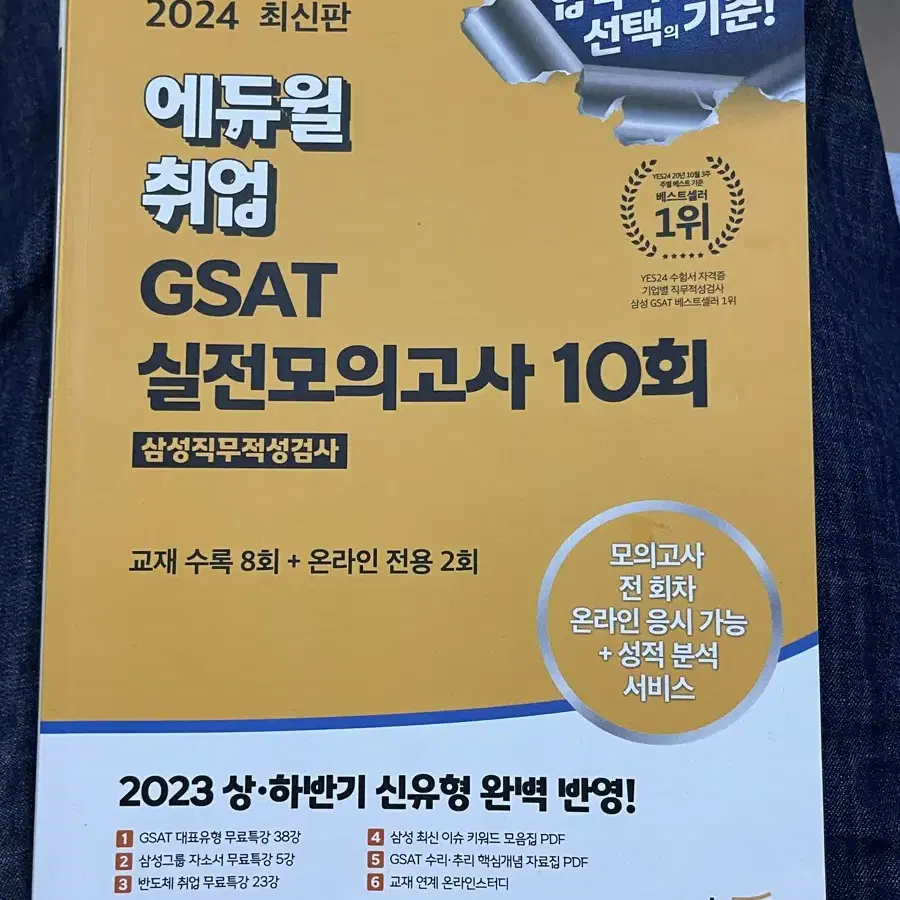 2024 최신판
선택의 기준!
에듀윌
취업
GSAT
실전모의고사 10회
삼성직무적성검사
YES24 20년 10월 3주
주별 베스트 기준
베스트셀러
1위
YES24 수험서 자격증
기업별 직무적성검사
삼성 GSAT 베스트셀러 1위
교재 수록 8회 + 온라인 전용 2회
모의고사
전 회차
온라인 응시 가능
+ 성적 분석
서비스
2023 상·하반기 신유형 완벽 반영!
1 GSAT 대표유형 무료특강 38강
2 삼성그룹 자소서 무료특강 5강
3 반도체 취업 무료특강 23강
4 삼성 최신 이슈 키워드 모음집 PDF
5 GSAT 수리·추리 핵심개념 자료집 PDF
6 교재 연계 온라인스터디